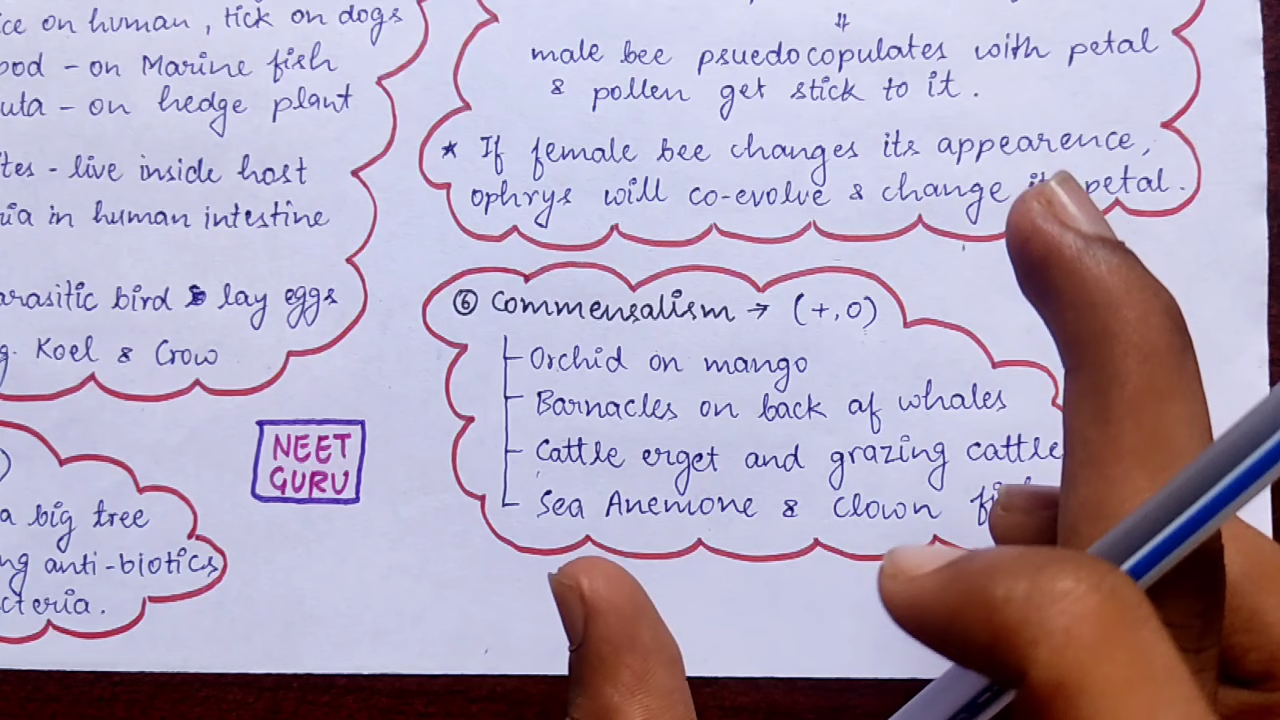 ice on human, tick on dogs
ood - on Marine fish
uta - on hedge plant
tes - live inside host
ia in human intestine
arasitic bird lay eggs
g. Koel & Crow
NEET
GURU
)
a big tree
ng anti-biotics
cteria.
male bee psuedocopulates with petal
& pollen get stick to it.
* If female bee changes its appearence,
ophrys will co-evolve & change its petal.
⑥ Commensalism → (+,0)
Orchid on mango
Barnacles on back of whales
Cattle erget and grazing cattle
Sea Anemone & clown